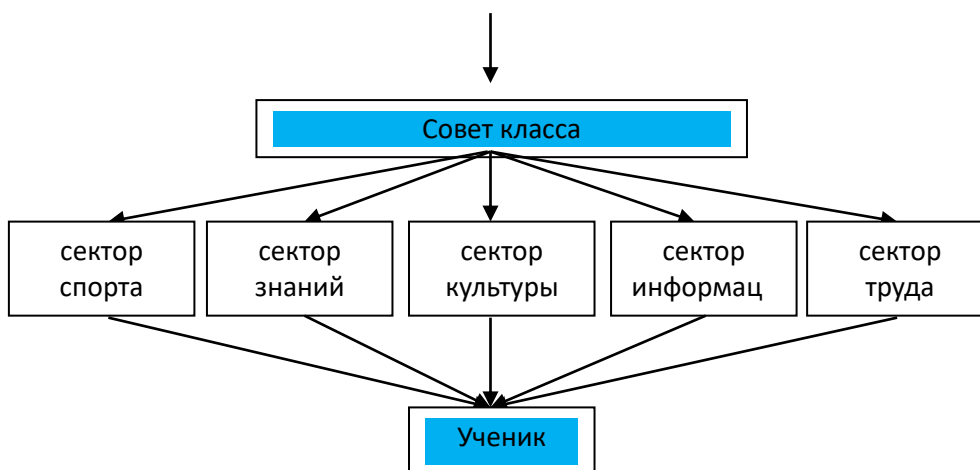 Совет класса
сектор
спорта
сектор
знаний
сектор
культуры
сектор
информац
сектор
труда
Ученик